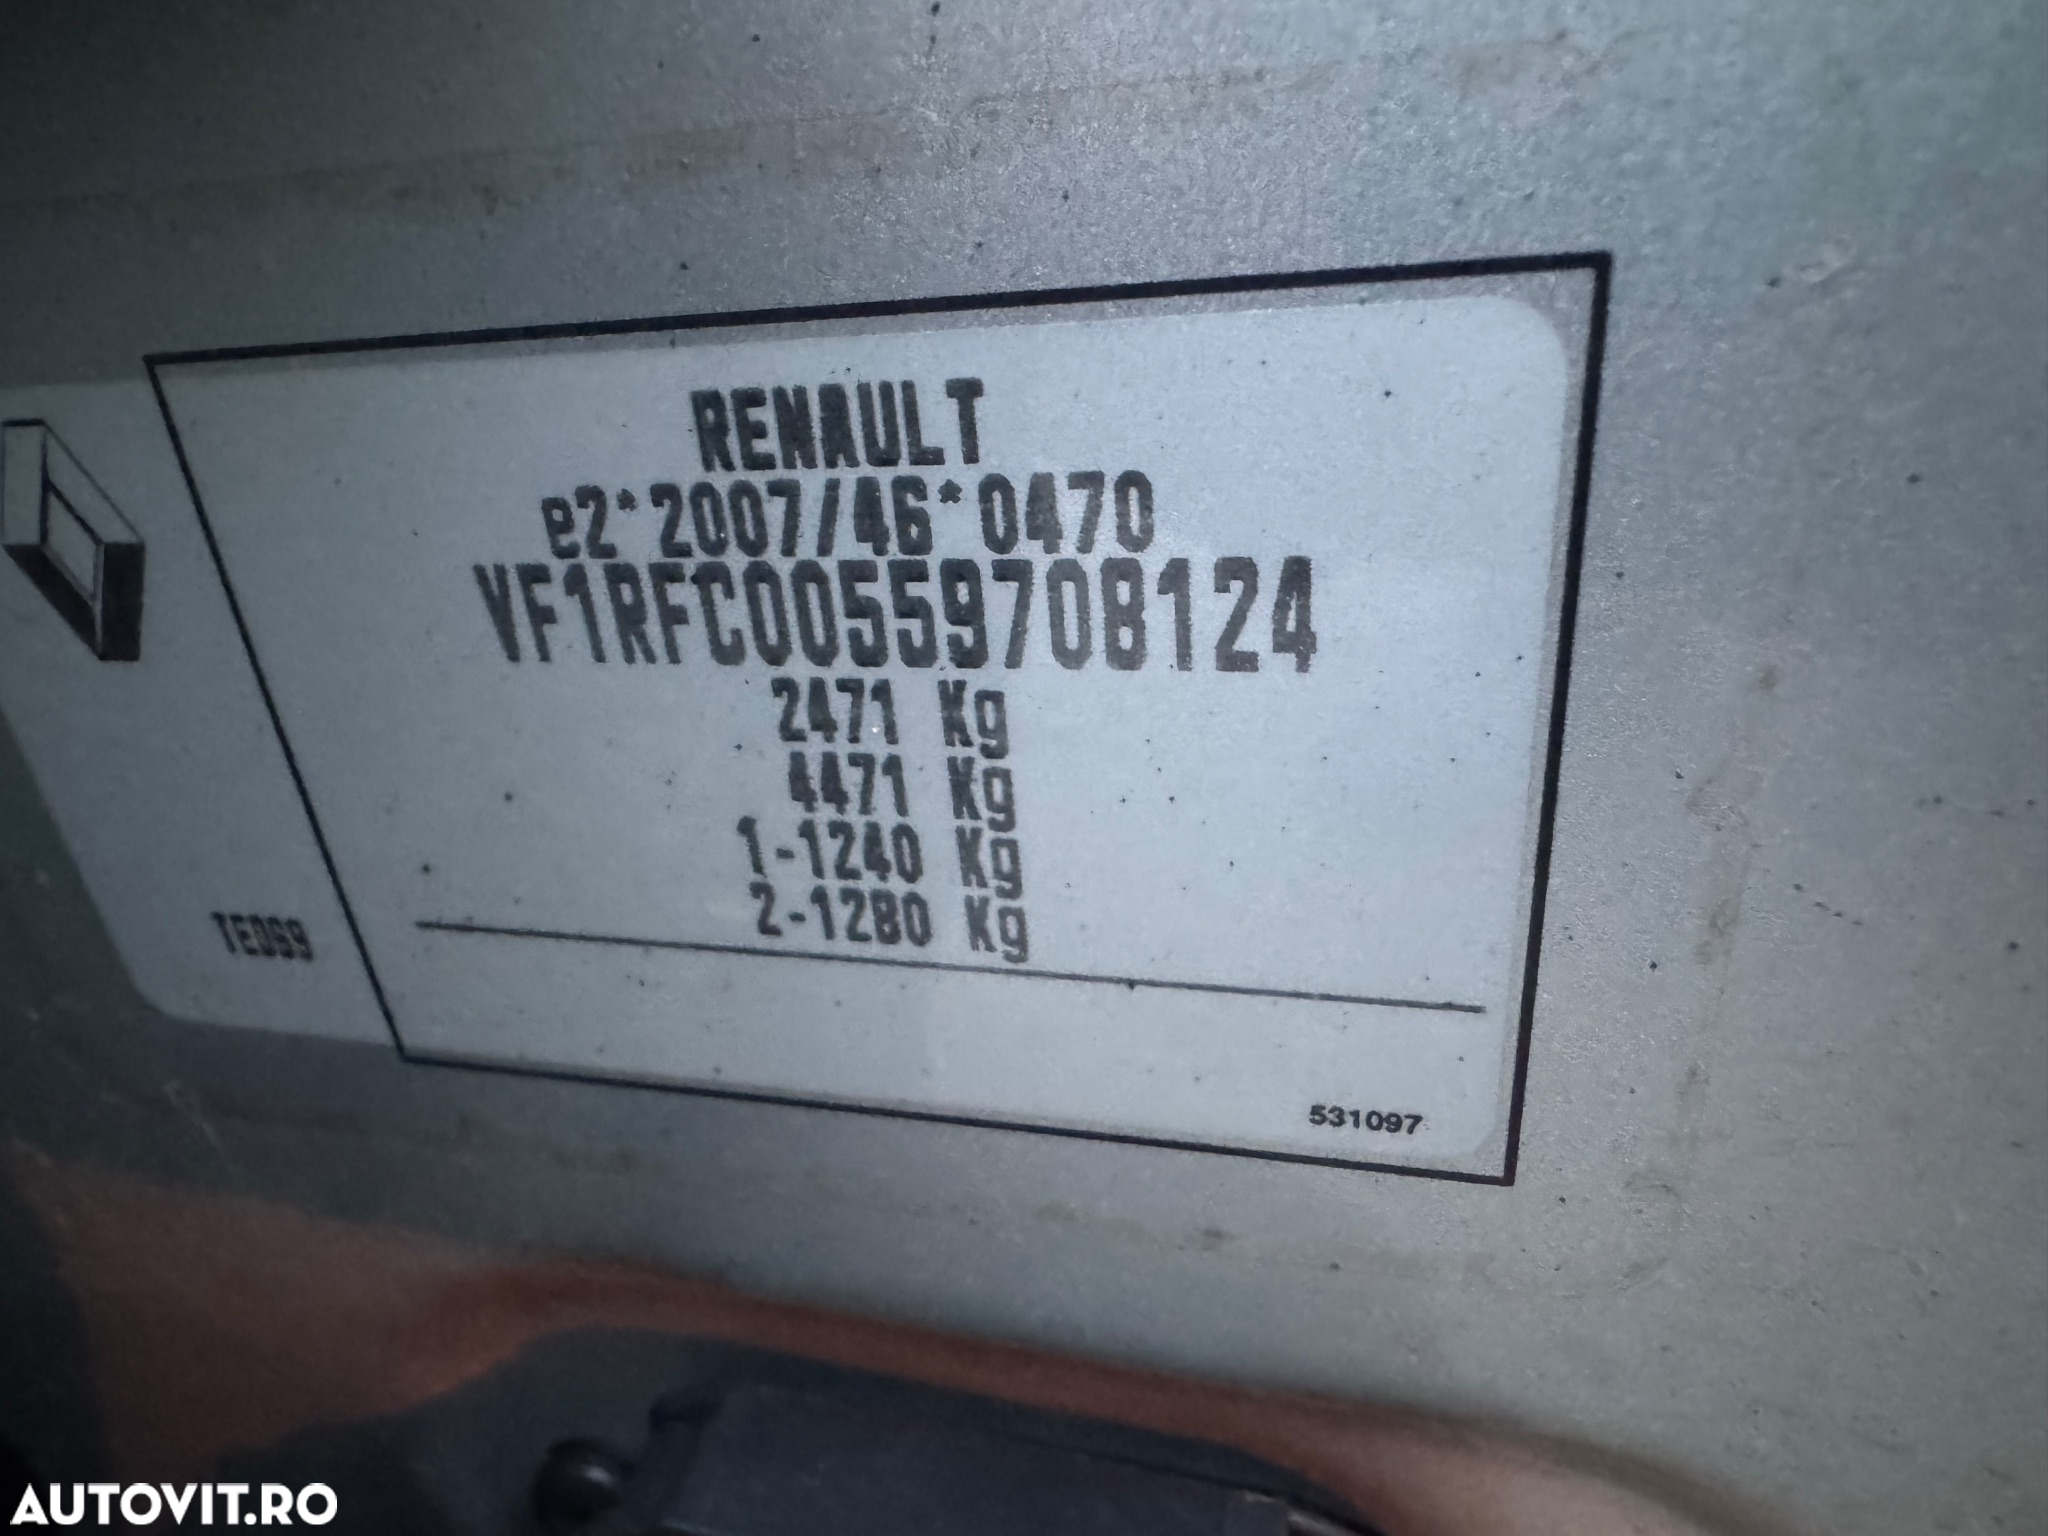 RENAULT
e2*2007/46*0470
VF1RFC00559708124
2471 Kg
4471 Kg
1-1240 Kg
2-1280 Kg
TEDG9
531097
AUTOVIT.RO